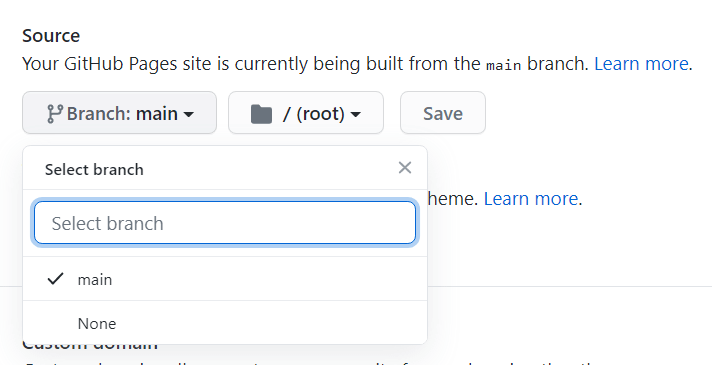 Source
Your GitHub Pages site is currently being built from the main branch. Learn more.
Branch: main / (root) Save
Select branch
heme. Learn more.
Select branch
main
None
Custom domain